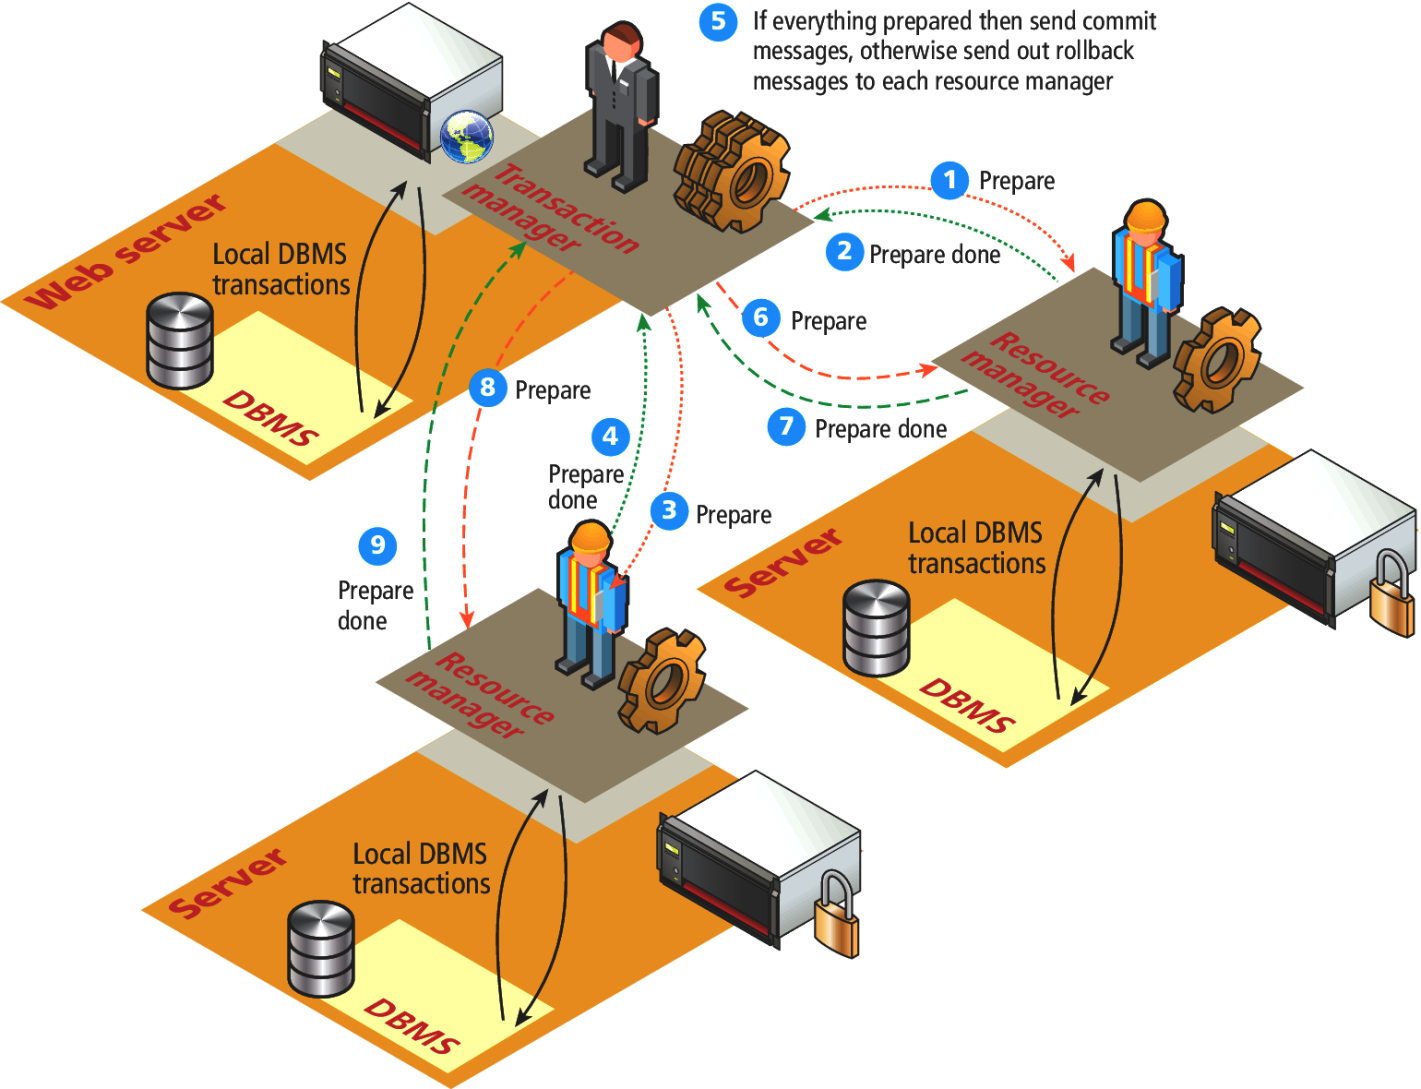 5 If everything prepared then send commit
messages, otherwise send out rollback
messages to each resource manager
Transaction
manager
1 Prepare
2 Prepare done
Web server
Local DBMS
transactions
DBMS
6 Prepare
7 Prepare done
Resource
manager
8 Prepare
4
Prepare
done
3 Prepare
9
Prepare
done
Server
Local DBMS
transactions
DBMS
Resource
manager
Server
Local DBMS
transactions
DBMS